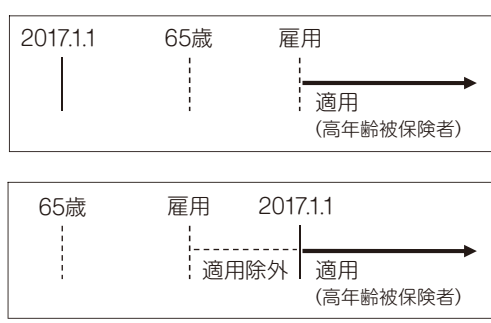 2017.1.1 65歳 雇用
適用
(高年齢被保険者)
65歳 雇用 2017.1.1
適用除外 適用
(高年齢被保険者)